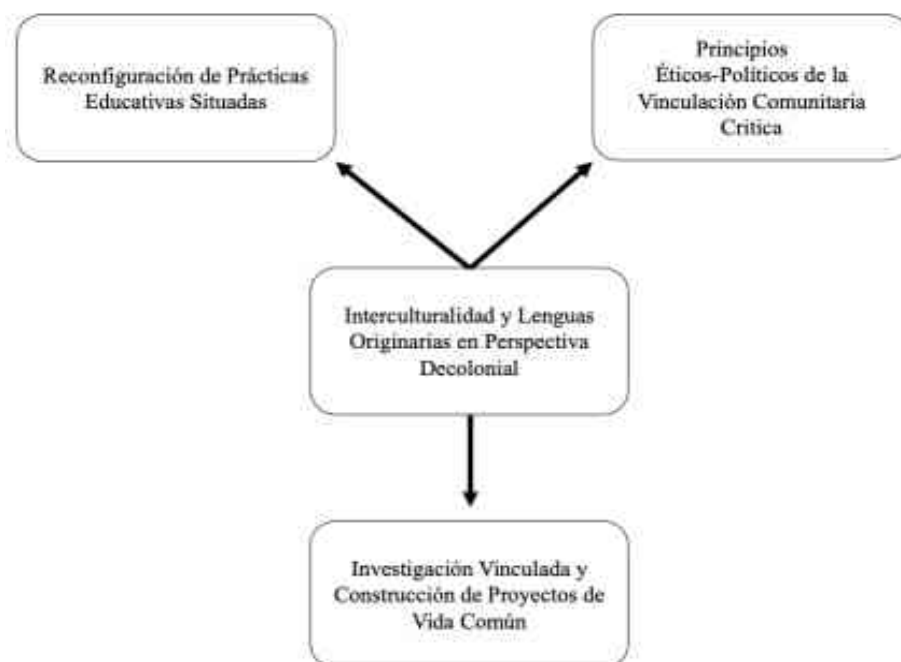 Reconfiguración de Prácticas
Educativas Situadas
Principios
Éticos-Políticos de la
Vinculación Comunitaria
Critica
Interculturalidad y Lenguas
Originarias en Perspectiva
Decolonial
Investigación Vinculada y
Construcción de Proyectos de
Vida Común